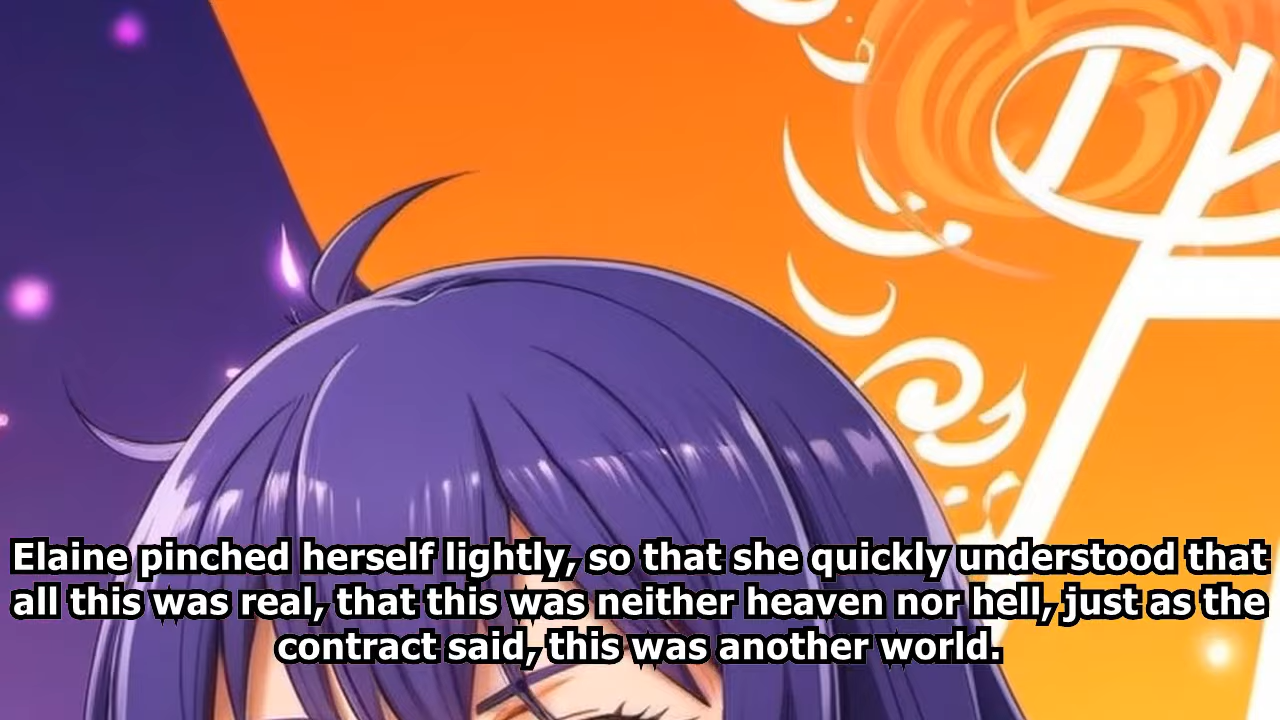 Elaine pinched herself lightly, so that she quickly understood that
all this was real, that this was neither heaven nor hell, just as the
contract said, this was another world.